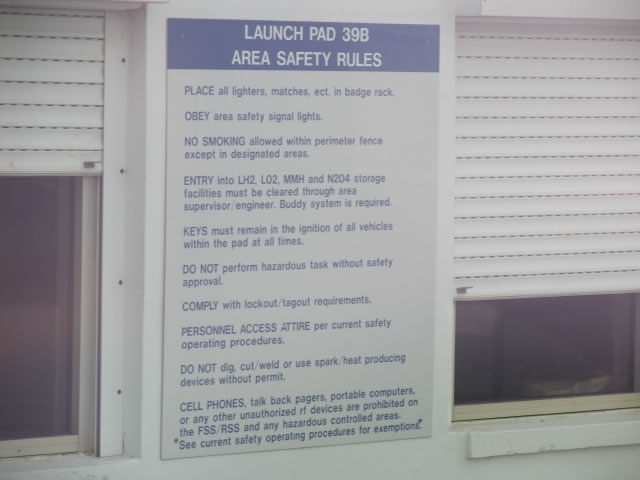 LAUNCH PAD 39B
AREA SAFETY RULES
PLACE all lighters, matches, ect. in badge rack.
OBEY area safety signal lights.
NO SMOKING allowed within perimeter fence
except in designated areas.
ENTRY into LH2, LO2, MMH and N2O4 storage
facilities must be cleared through area
supervisor/engineer. Buddy system is required.
KEYS must remain in the ignition of all vehicles
within the pad at all times.
DO NOT perform hazardous task without safety
approval.
COMPLY with lockout/tagout requirements.
PERSONNEL ACCESS ATTIRE per current safety
operating procedures.
DO NOT dig, cut/weld or use spark/heat producing
devices without permit.
CELL PHONES, talk back pagers, portable computers,
or any other unauthorized rf devices are prohibited on
the FSS/RSS and any hazardous controlled areas.
*See current safety operating procedures for exemptions.*